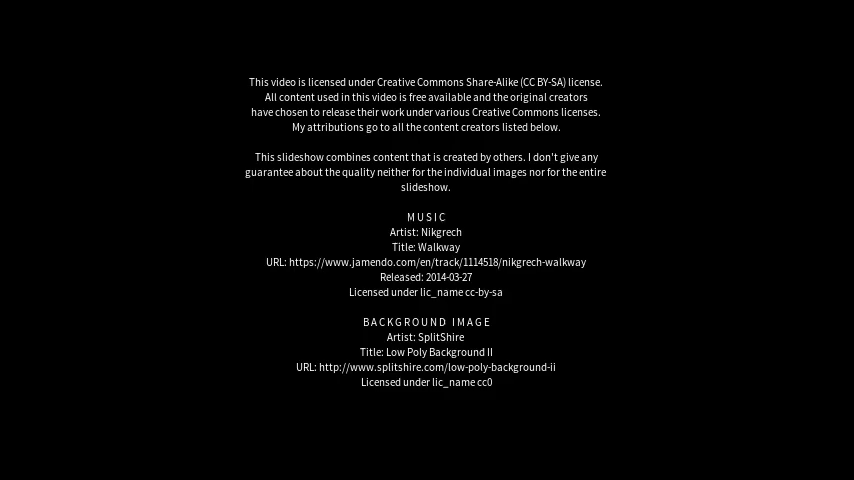 This video is licensed under Creative Commons Share-Alike (CC BY-SA) license.
All content used in this video is free available and the original creators
have chosen to release their work under various Creative Commons licenses.
My attributions go to all the content creators listed below.
This slideshow combines content that is created by others. I don't give any
guarantee about the quality neither for the individual images nor for the entire
slideshow.
MUSIC
Artist: Nikgrech
Title: Walkway
URL: https://www.jamendo.com/en/track/1114518/nikgrech-walkway
Released: 2014-03-27
Licensed under lic_name cc-by-sa
BACKGROUND IMAGE
Artist: SplitShire
Title: Low Poly Background II
URL: http://www.splitshire.com/low-poly-background-ii
Licensed under lic_name cc0